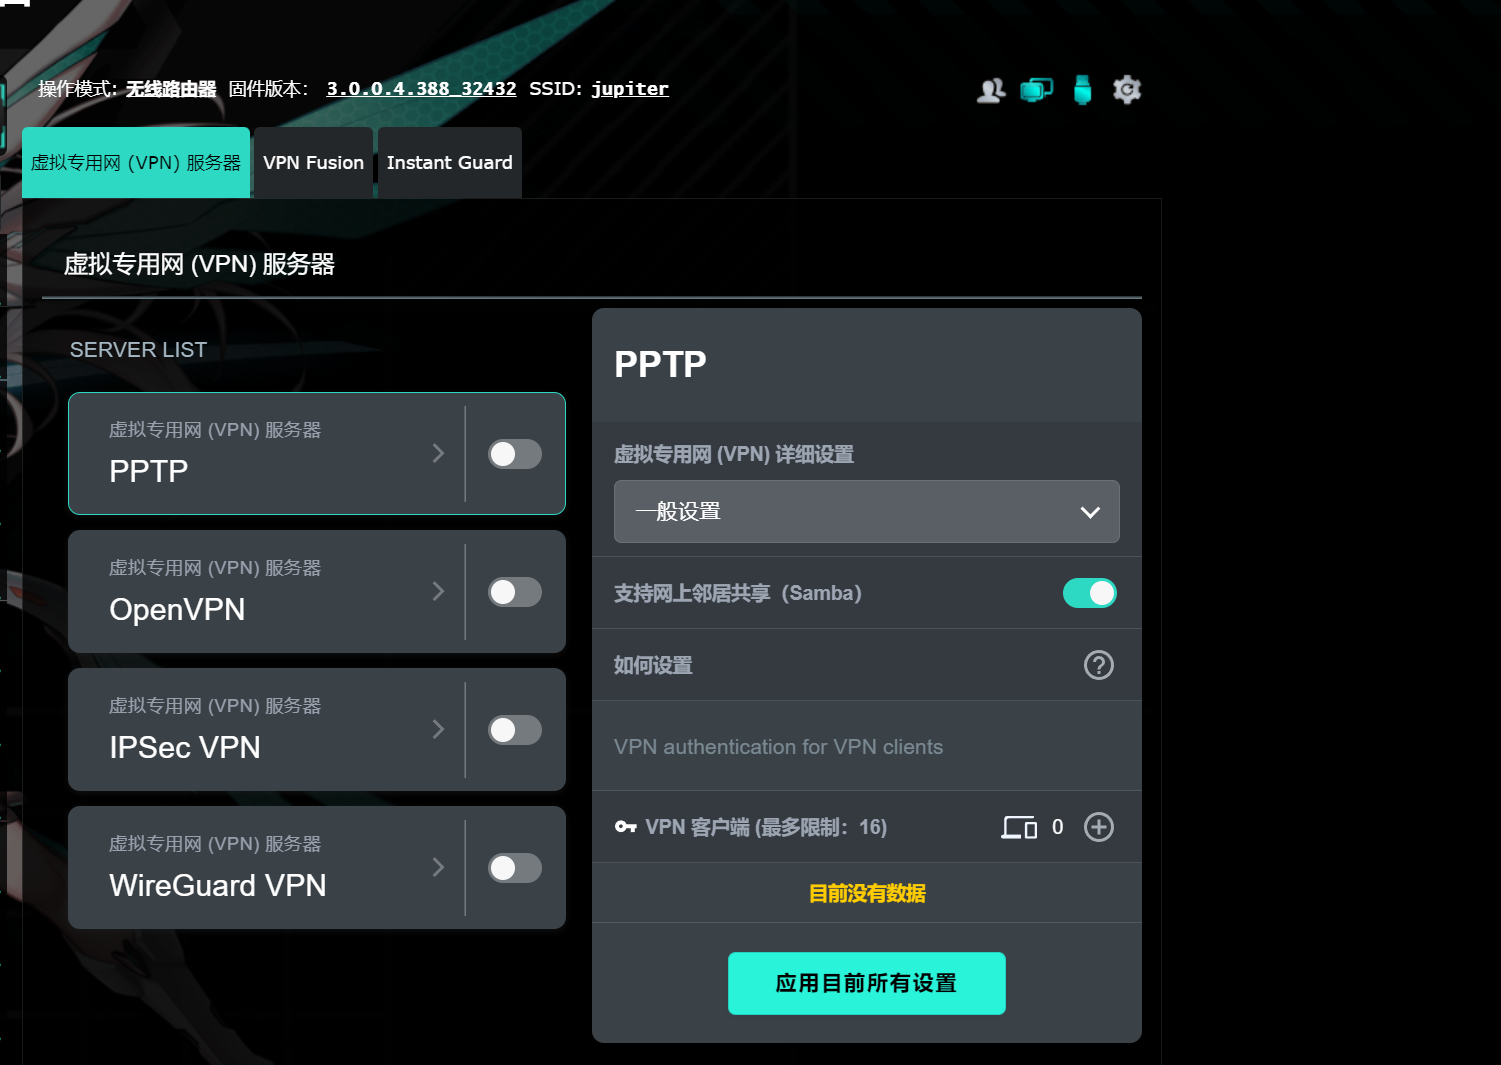 操作模式: 无线路由器 固件版本: 3.0.0.4.388_32432 SSID: jupiter
虚拟专用网 (VPN) 服务器 VPN Fusion Instant Guard
虚拟专用网 (VPN) 服务器
SERVER LIST
虚拟专用网 (VPN) 服务器
PPTP
虚拟专用网 (VPN) 服务器
OpenVPN
虚拟专用网 (VPN) 服务器
IPSec VPN
虚拟专用网 (VPN) 服务器
WireGuard VPN
PPTP
虚拟专用网 (VPN) 详细设置
一般设置
支持网上邻居共享（Samba）
如何设置
VPN authentication for VPN clients
VPN 客户端 (最多限制：16) 0
目前没有数据
应用目前所有设置